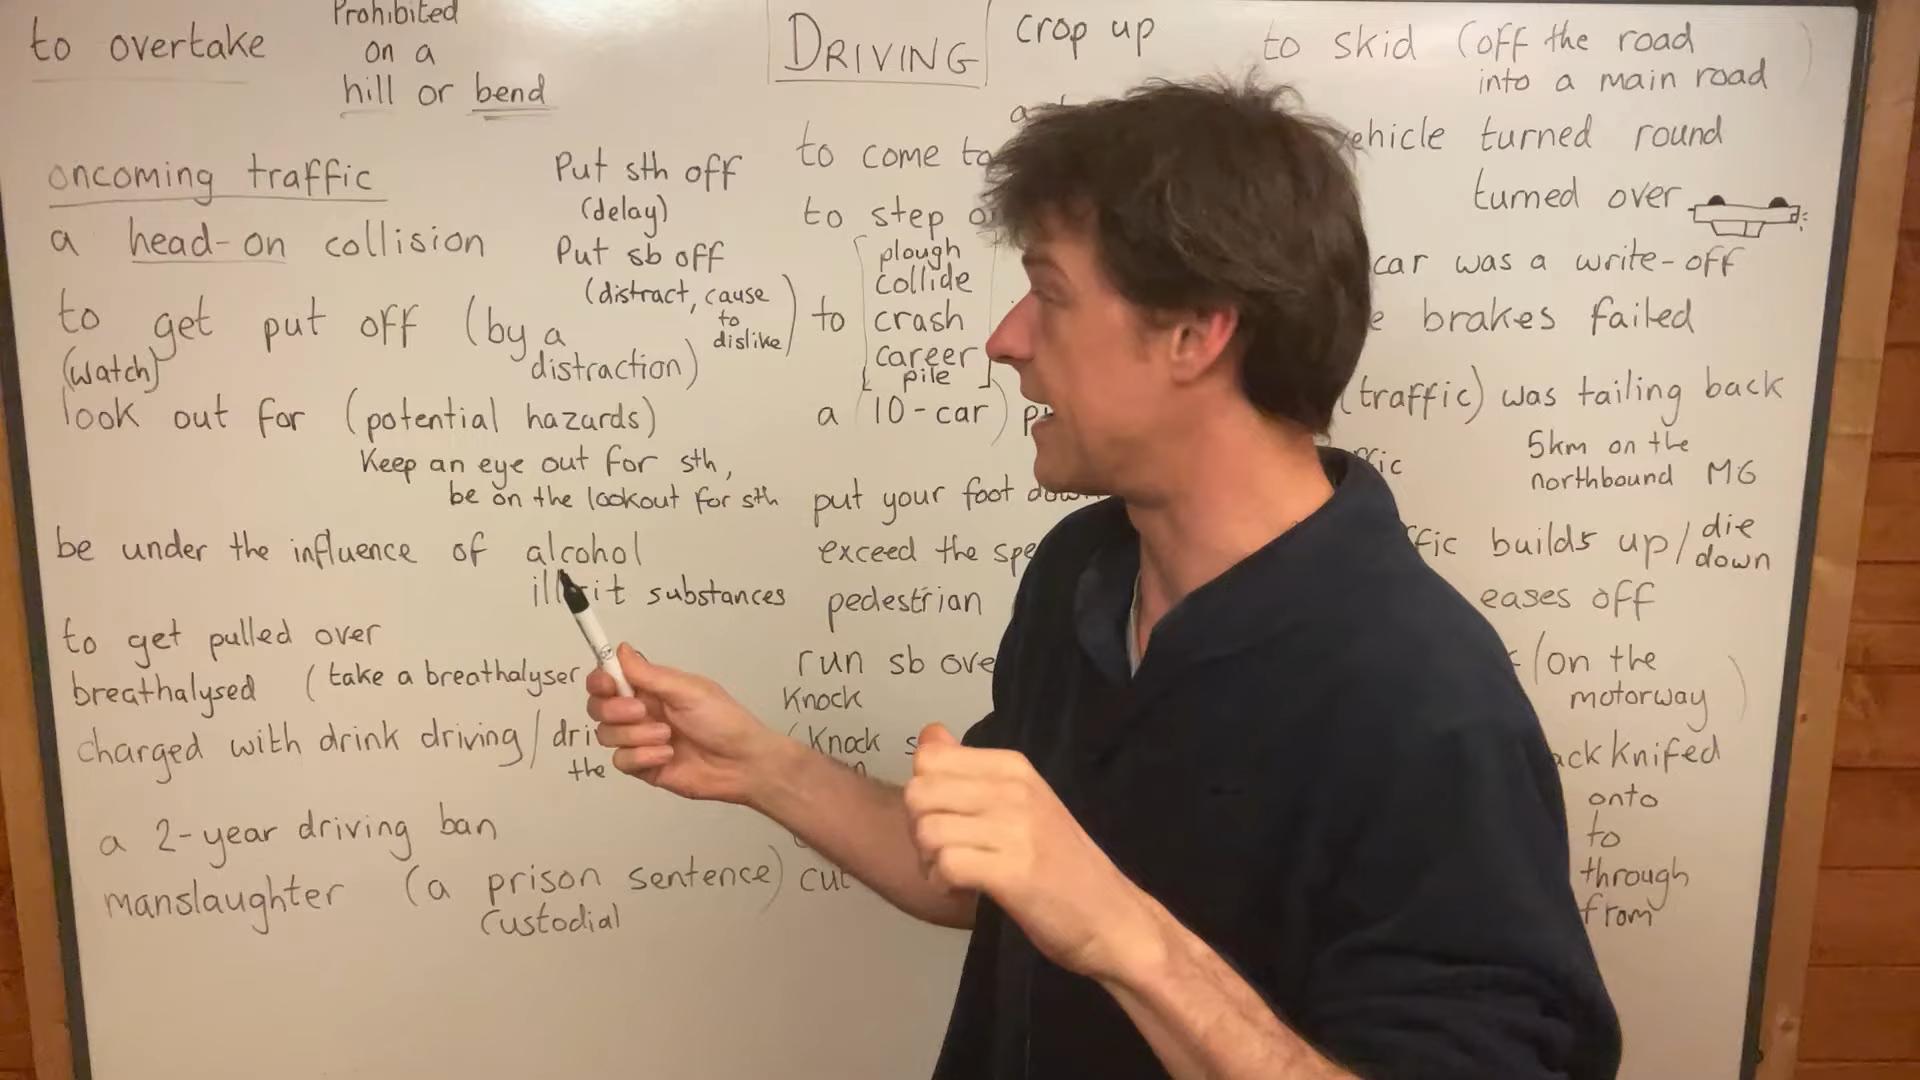 to overtake
Prohibited
on a
hill or bend
oncoming traffic
a head-on collision
Put sth off
(delay)
Put sb off
(distract, cause
to
dislike)
to get put off (by a
distraction)
(watch)
look out for (potential hazards)
Keep an eye out for sth,
be on the lookout for sth
be under the influence of alcohol
illicit substances
to get pulled over
breathalysed (take a breathalyser
charged with drink driving/
the
a 2-year driving ban
manslaughter (a prison sentence)
custodial
DRIVING
crop up
to come to
to step
plough
collide
to crash
career
pile
a (10-car)
put your foot down
exceed the
pedestrian
run sb over
Knock
(Knock
cut
to skid (off the road
into a main road)
vehicle turned round
turned over
car was a write-off
brakes failed
(traffic) was tailing back
5km on the
northbound M6
builds up/die
down
eases off
(on the
motorway)
onto
to
through
from